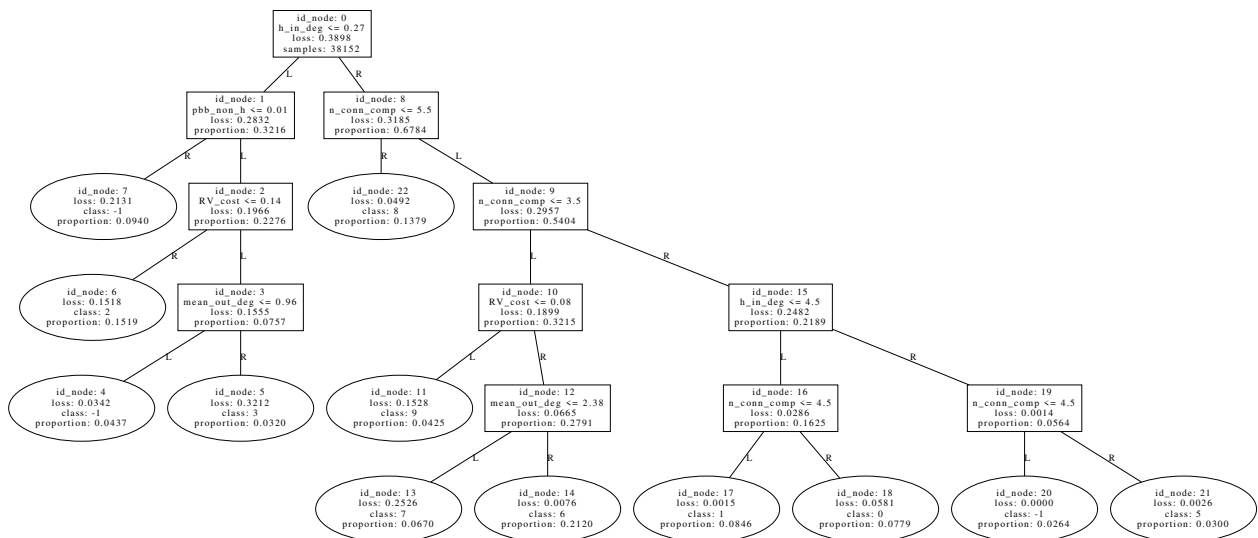 id_node: 0
h_in_deg <= 0.27
loss: 0.3898
samples: 38152
L
R
id_node: 1
pbb_non_h <= 0.01
loss: 0.2832
proportion: 0.3216
id_node: 8
n_conn_comp <= 5.5
loss: 0.3185
proportion: 0.6784
R
L
R
L
id_node: 7
loss: 0.2131
class: -1
proportion: 0.0940
id_node: 2
RV_cost <= 0.14
loss: 0.1966
proportion: 0.2276
id_node: 22
loss: 0.0492
class: 8
proportion: 0.1379
id_node: 9
n_conn_comp <= 3.5
loss: 0.2957
proportion: 0.5404
R
L
L
R
id_node: 6
loss: 0.1518
class: 2
proportion: 0.1519
id_node: 3
mean_out_deg <= 0.96
loss: 0.1555
proportion: 0.0757
id_node: 10
RV_cost <= 0.08
loss: 0.1899
proportion: 0.3215
id_node: 15
h_in_deg <= 4.5
loss: 0.2482
proportion: 0.2189
L
R
L
R
L
R
id_node: 4
loss: 0.0342
class: -1
proportion: 0.0437
id_node: 5
loss: 0.3212
class: 3
proportion: 0.0320
id_node: 11
loss: 0.1528
class: 9
proportion: 0.0425
id_node: 12
mean_out_deg <= 2.38
loss: 0.0665
proportion: 0.2791
id_node: 16
n_conn_comp <= 4.5
loss: 0.0286
proportion: 0.1625
id_node: 19
n_conn_comp <= 4.5
loss: 0.0014
proportion: 0.0564
L
R
L
R
L
R
id_node: 13
loss: 0.2526
class: 7
proportion: 0.0670
id_node: 14
loss: 0.0076
class: 6
proportion: 0.2120
id_node: 17
loss: 0.0015
class: 1
proportion: 0.0846
id_node: 18
loss: 0.0581
class: 0
proportion: 0.0779
id_node: 20
loss: 0.0000
class: -1
proportion: 0.0264
id_node: 21
loss: 0.0026
class: 5
proportion: 0.0300